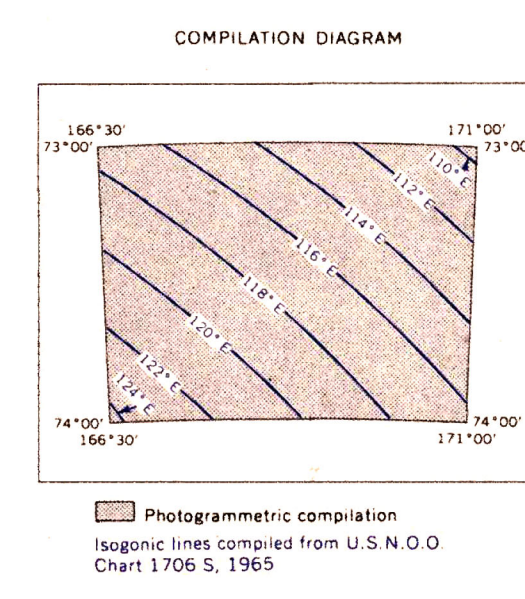 COMPILATION DIAGRAM
166°30′ 171°00′
73°00′ 73°00
110° E
112° E
114° E
116° E
118° E
120° E
122° E
124° E
74°00′ 74°00′
166°30′ 171°00′
Photogrammetric compilation
Isogonic lines compiled from U.S.N.O.O.
Chart 1706 S, 1965